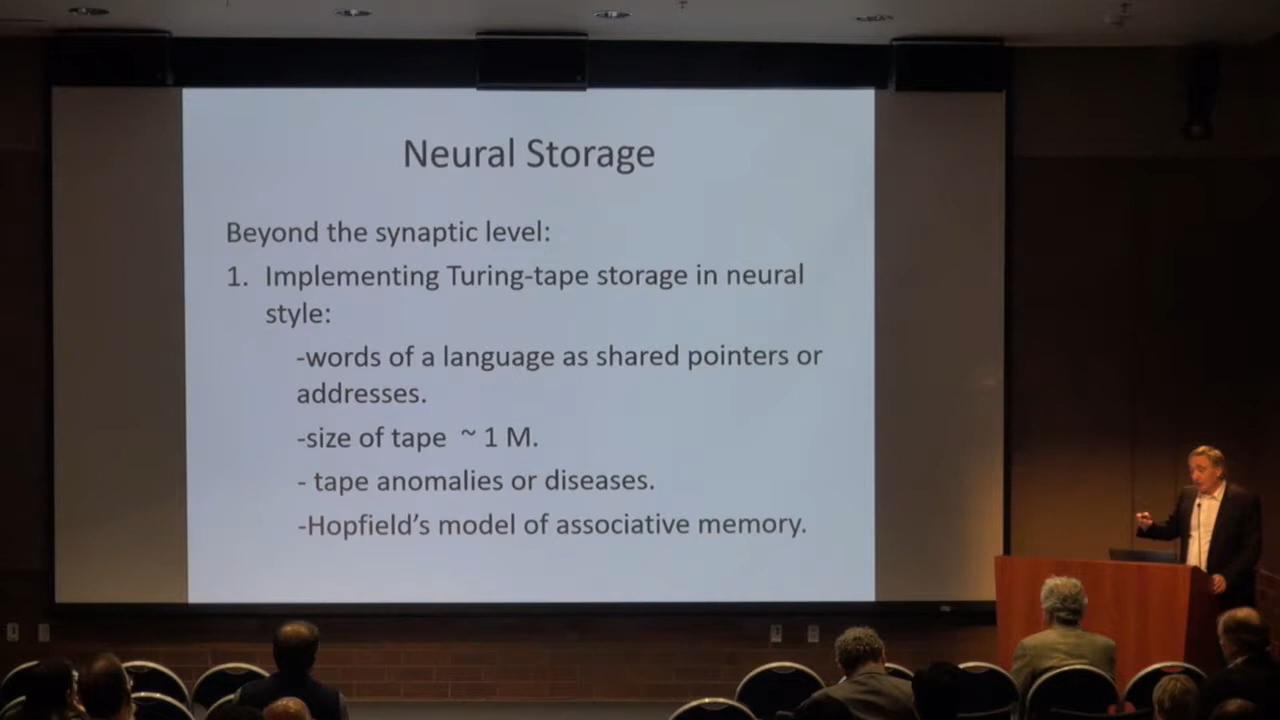 Neural Storage
Beyond the synaptic level:
1. Implementing Turing-tape storage in neural
style:
-words of a language as shared pointers or
addresses.
-size of tape ~ 1 M.
- tape anomalies or diseases.
-Hopfield's model of associative memory.